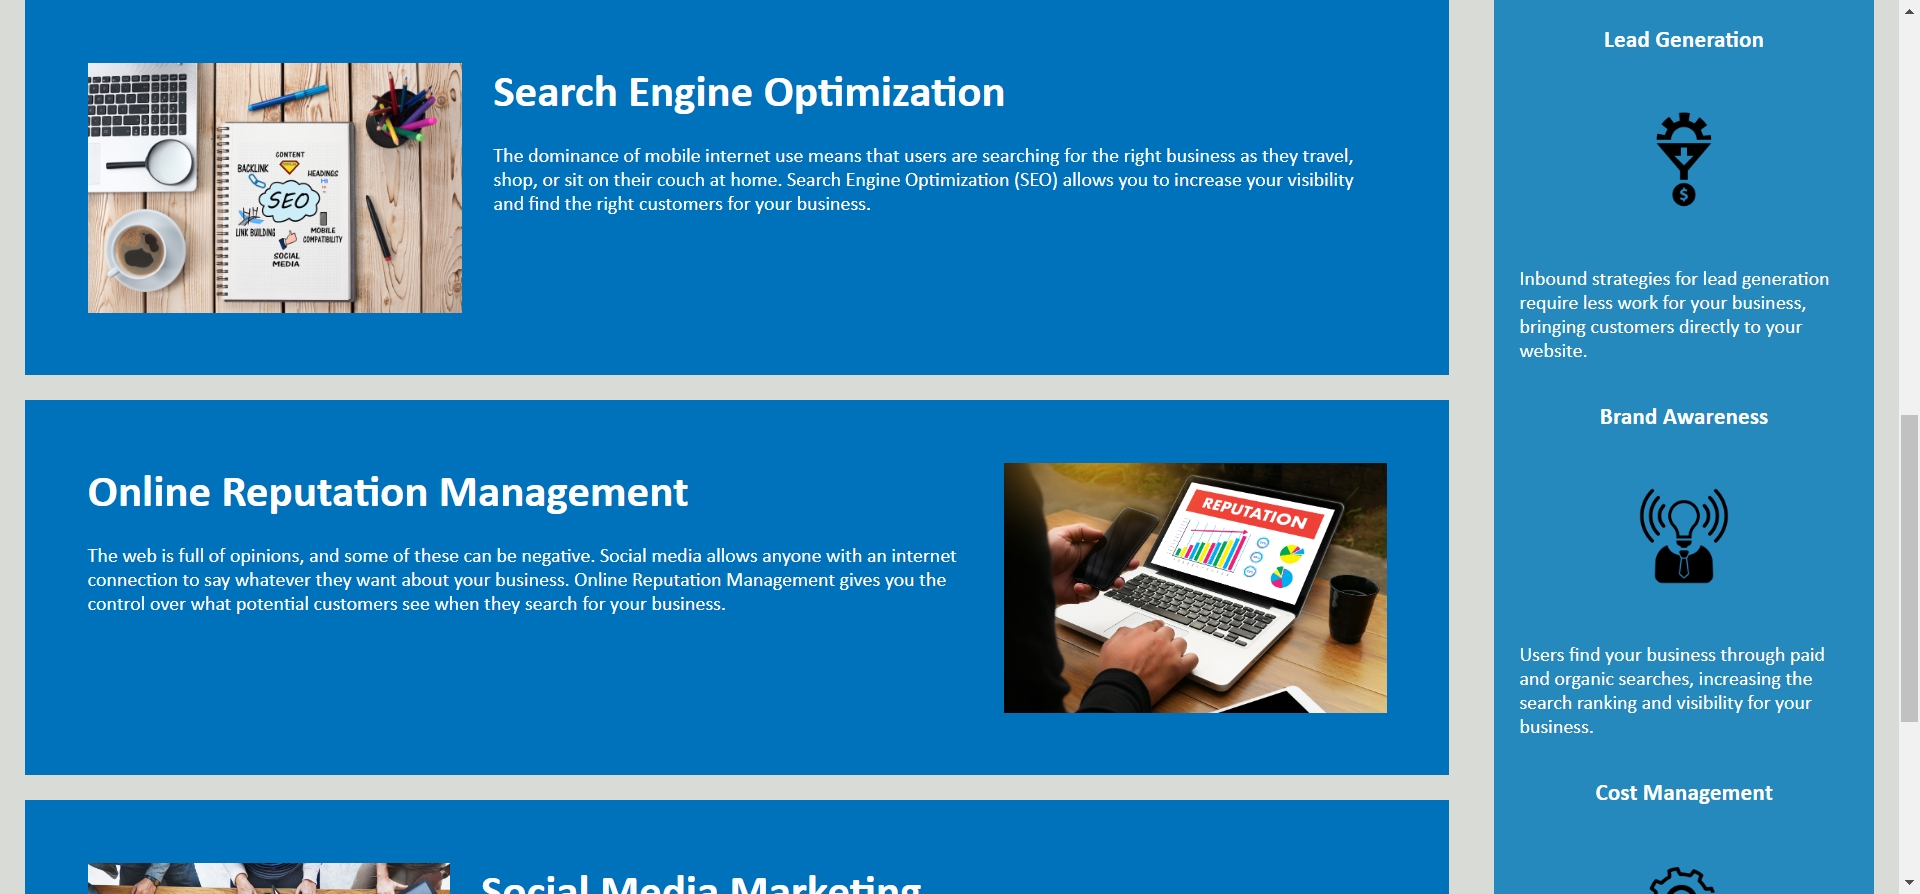 Search Engine Optimization
The dominance of mobile internet use means that users are searching for the right business as they travel,
shop, or sit on their couch at home. Search Engine Optimization (SEO) allows you to increase your visibility
and find the right customers for your business.
CONTENT
BACKLINK
HEADINGS
SEO
LINK BUILDING
MOBILE
COMPATIBILITY
SOCIAL
MEDIA
Online Reputation Management
The web is full of opinions, and some of these can be negative. Social media allows anyone with an internet
connection to say whatever they want about your business. Online Reputation Management gives you the
control over what potential customers see when they search for your business.
REPUTATION
Social Media Marketing
Lead Generation
$
Inbound strategies for lead generation
require less work for your business,
bringing customers directly to your
website.
Brand Awareness
Users find your business through paid
and organic searches, increasing the
search ranking and visibility for your
business.
Cost Management